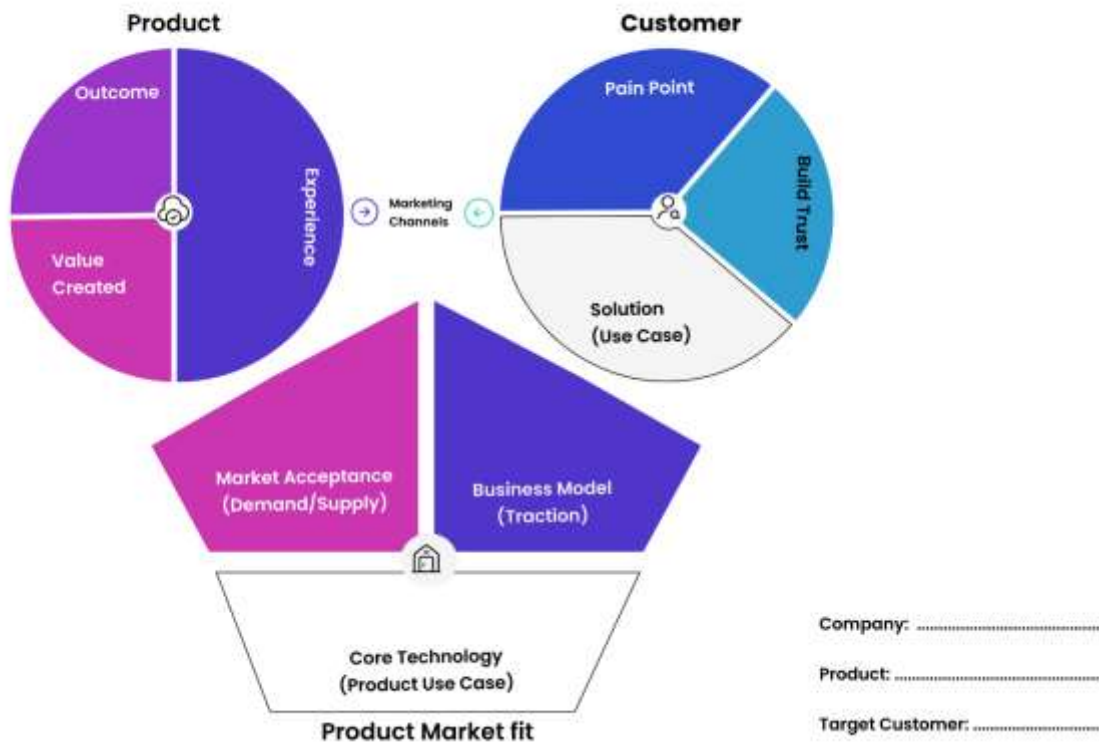 Product
Customer
Outcome
Value
Created
Experience
Marketing
Channels
Pain Point
Build Trust
Solution
(Use Case)
Market Acceptance
(Demand/Supply)
Business Model
(Traction)
Core Technology
(Product Use Case)
Product Market fit
Company: ........................................
Product: .............................................
Target Customer: ...........................